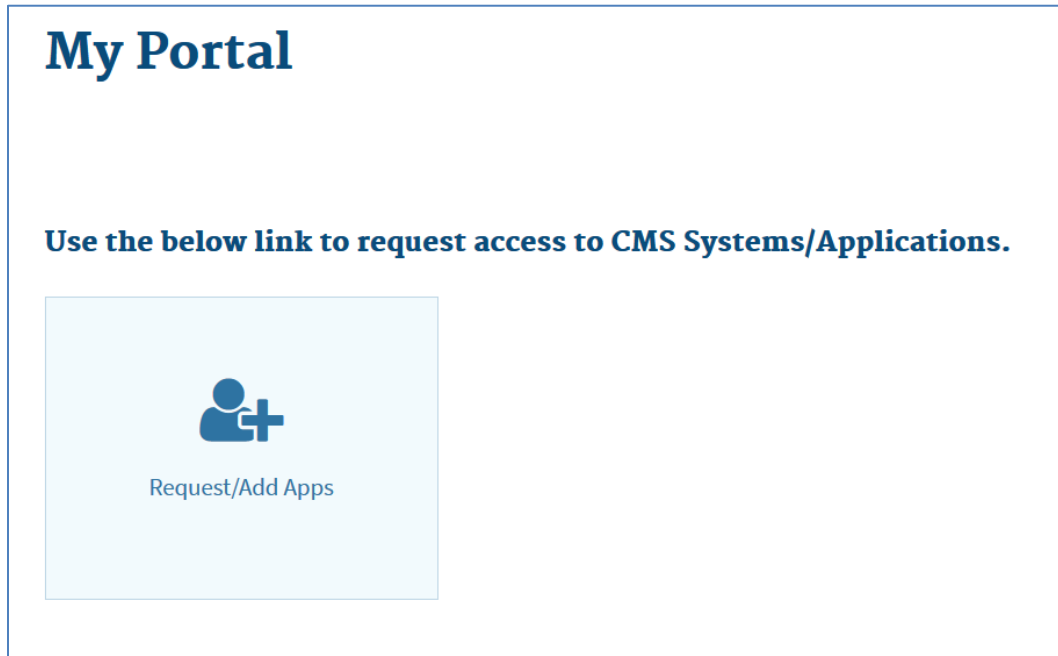 My Portal
Use the below link to request access to CMS Systems/Applications.
Request/Add Apps